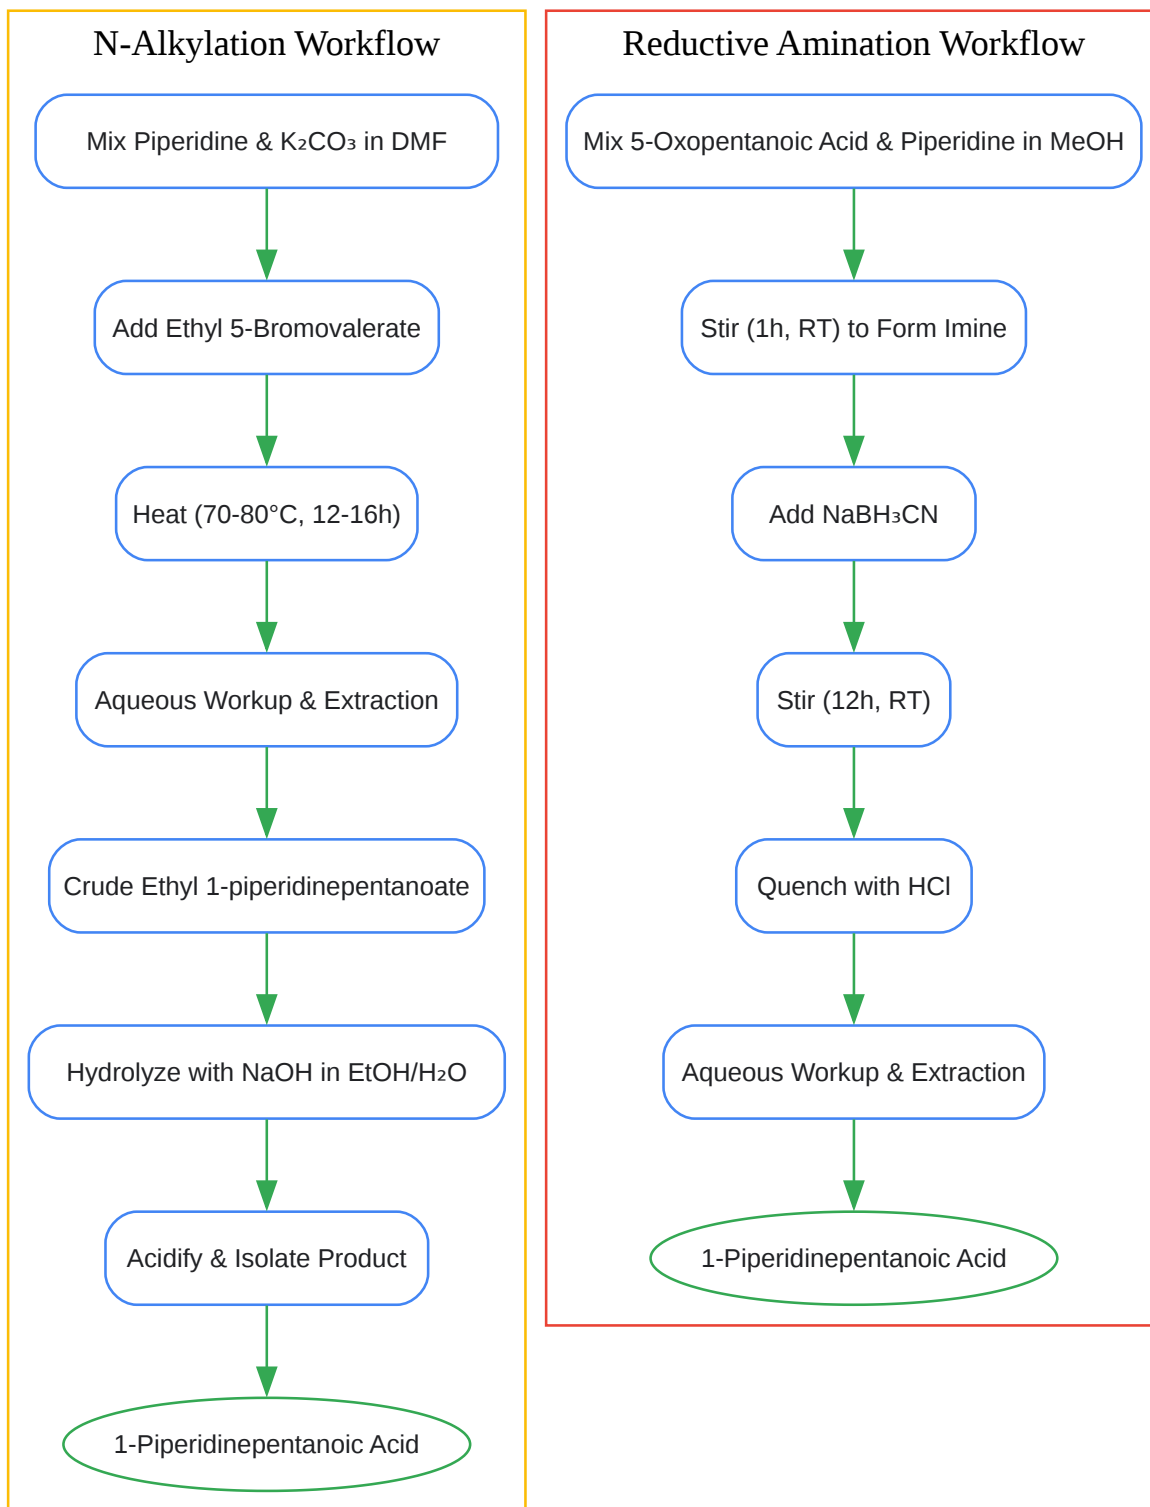 N-Alkylation Workflow
Mix Piperidine & K₂CO₃ in DMF
Add Ethyl 5-Bromovalerate
Heat (70-80°C, 12-16h)
Aqueous Workup & Extraction
Crude Ethyl 1-piperidinepentanoate
Hydrolyze with NaOH in EtOH/H₂O
Acidify & Isolate Product
1-Piperidinepentanoic Acid
Reductive Amination Workflow
Mix 5-Oxopentanoic Acid & Piperidine in MeOH
Stir (1h, RT) to Form Imine
Add NaBH₃CN
Stir (12h, RT)
Quench with HCl
Aqueous Workup & Extraction
1-Piperidinepentanoic Acid